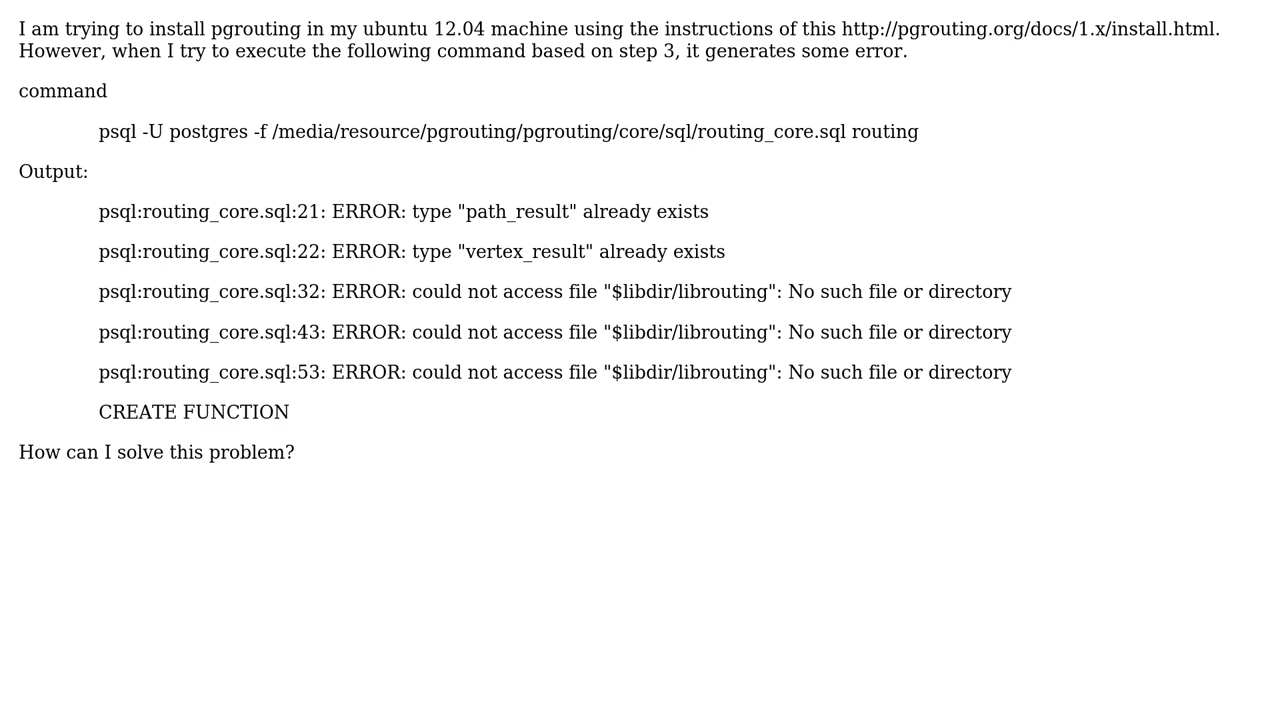 I am trying to install pgrouting in my ubuntu 12.04 machine using the instructions of this http://pgrouting.org/docs/1.x/install.html.
However, when I try to execute the following command based on step 3, it generates some error.
command
psql -U postgres -f /media/resource/pgrouting/pgrouting/core/sql/routing_core.sql routing
Output:
psql:routing_core.sql:21: ERROR: type "path_result" already exists
psql:routing_core.sql:22: ERROR: type "vertex_result" already exists
psql:routing_core.sql:32: ERROR: could not access file "$libdir/librouting": No such file or directory
psql:routing_core.sql:43: ERROR: could not access file "$libdir/librouting": No such file or directory
psql:routing_core.sql:53: ERROR: could not access file "$libdir/librouting": No such file or directory
CREATE FUNCTION
How can I solve this problem?